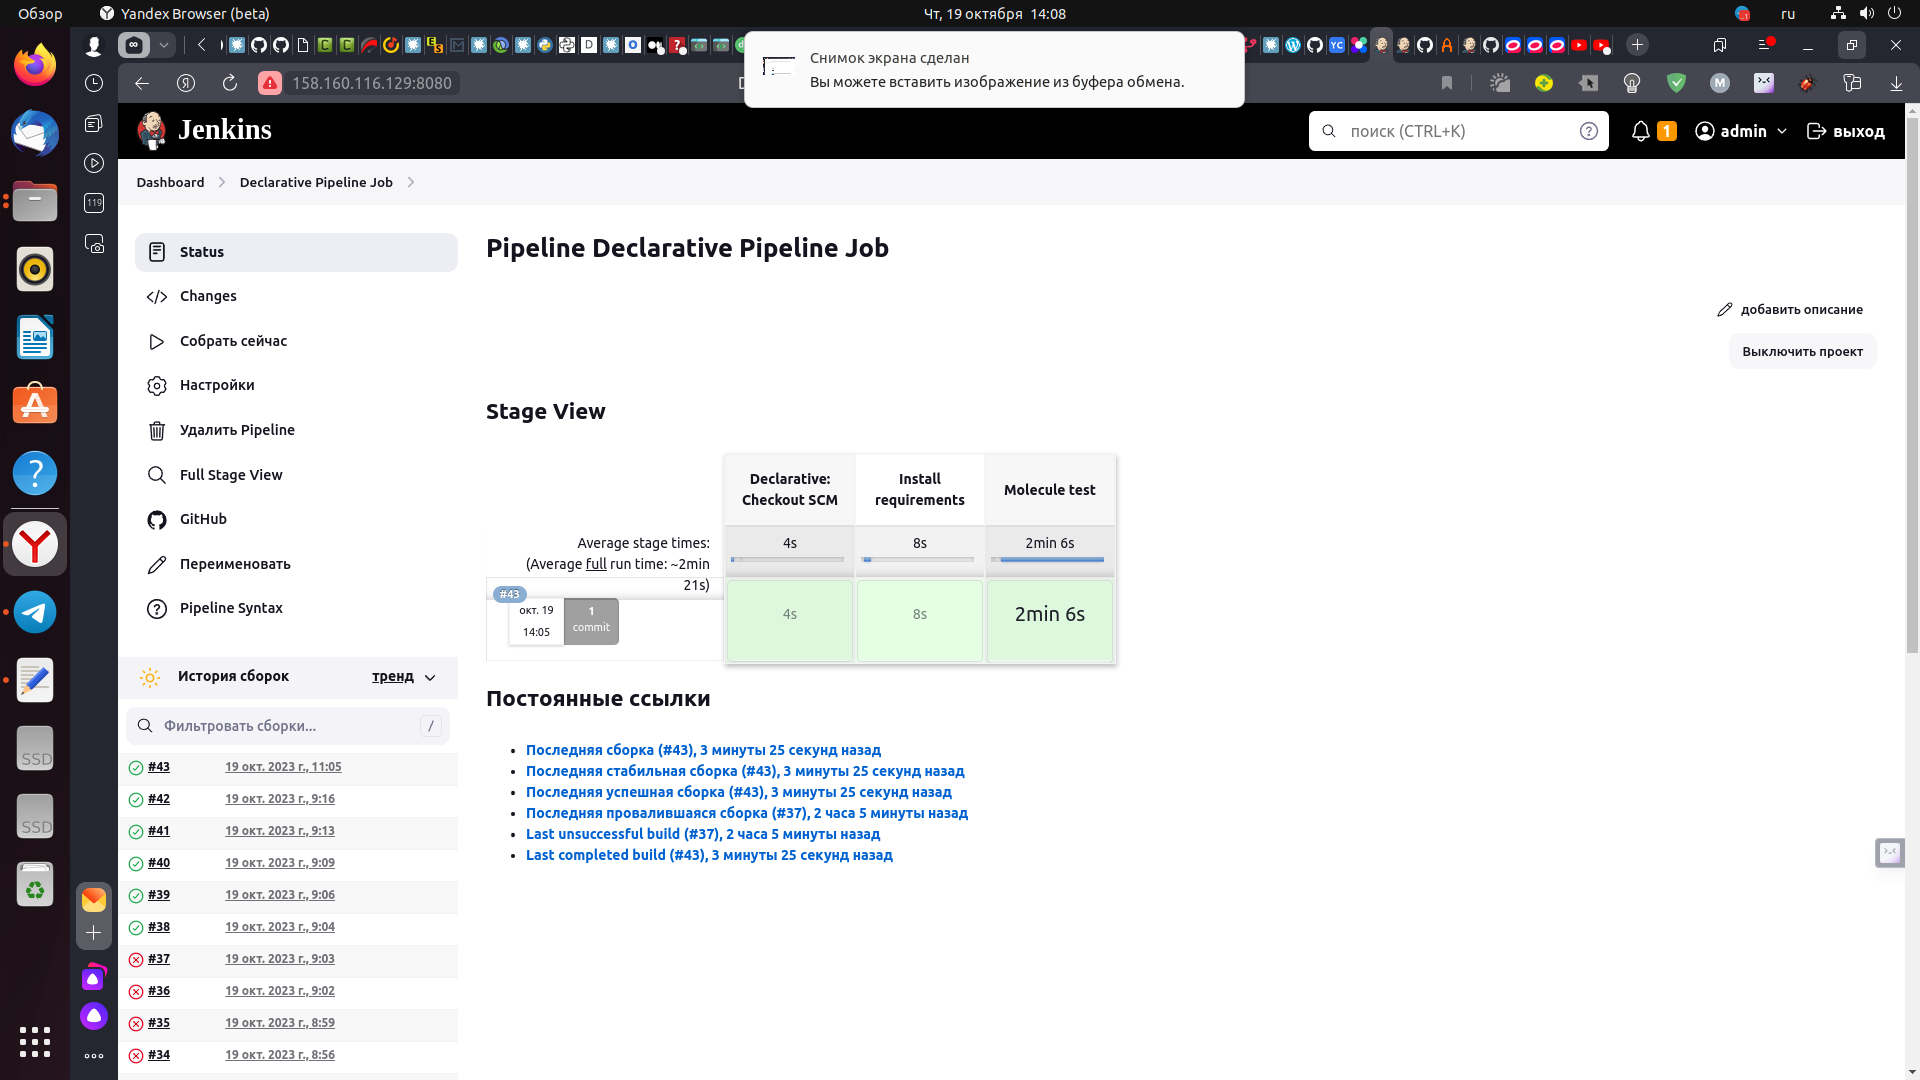 Обзор
Yandex Browser (beta)
Чт, 19 октября 14:08
ru
158.160.116.129:8080
Снимок экрана сделан
Вы можете вставить изображение из буфера обмена.
119
Jenkins
поиск (CTRL+K)
1
admin
выход
Dashboard
Declarative Pipeline Job
Status
Changes
Собрать сейчас
Настройки
Удалить Pipeline
Full Stage View
GitHub
Переименовать
Pipeline Syntax
Pipeline Declarative Pipeline Job
добавить описание
Выключить проект
Stage View
Declarative:
Checkout SCM
Install
requirements
Molecule test
Average stage times:
(Average full run time: ~2min
21s)
4s
8s
2min 6s
#43
окт. 19
14:05
1
commit
4s
8s
2min 6s
Постоянные ссылки
Последняя сборка (#43), 3 минуты 25 секунд назад
Последняя стабильная сборка (#43), 3 минуты 25 секунд назад
Последняя успешная сборка (#43), 3 минуты 25 секунд назад
Последняя провалившаяся сборка (#37), 2 часа 5 минуты назад
Last unsuccessful build (#37), 2 часа 5 минуты назад
Last completed build (#43), 3 минуты 25 секунд назад
История сборок
тренд
Фильтровать сборки...
/
#43 19 окт. 2023 г., 11:05
#42 19 окт. 2023 г., 9:16
#41 19 окт. 2023 г., 9:13
#40 19 окт. 2023 г., 9:09
#39 19 окт. 2023 г., 9:06
#38 19 окт. 2023 г., 9:04
#37 19 окт. 2023 г., 9:03
#36 19 окт. 2023 г., 9:02
#35 19 окт. 2023 г., 8:59
#34 19 окт. 2023 г., 8:56
SSD
SSD